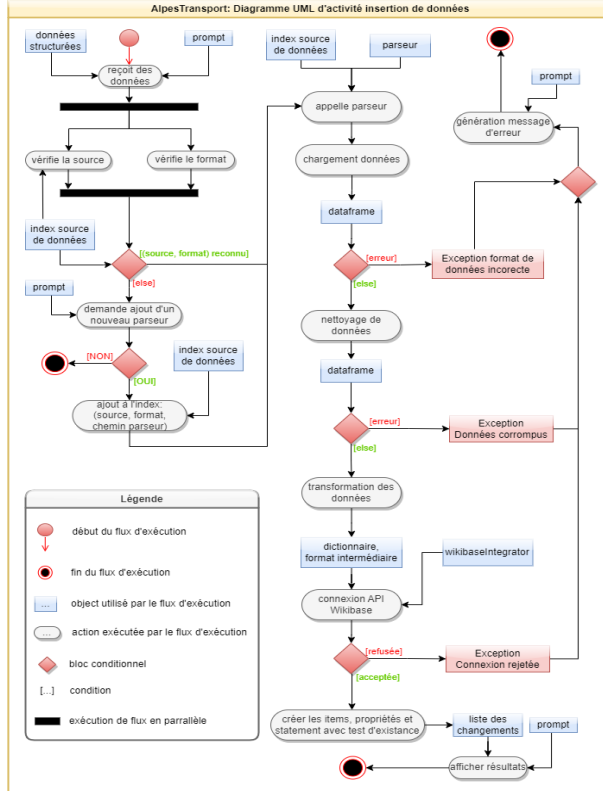 AlpesTransport: Diagramme UML d'activité insertion de données
données
structurées
prompt
reçoit des
données
vérifie la source
vérifie le format
index source
de données
[(source, format) reconnu]
[else]
prompt
demande ajout d'un
nouveau parseur
[NON]
[OUI]
index source
de données
ajout à l'index:
(source, format,
chemin parseur)
index source
de données
parseur
appelle parseur
chargement données
dataframe
[erreur]
[else]
Exception format de
données incorecte
nettoyage de
données
dataframe
[erreur]
[else]
Exception
Données corrompus
transformation des
données
dictionnaire,
format intermédiaire
wikibaseIntegrator
connexion API
Wikibase
[refusée]
[acceptée]
Exception
Connexion rejetée
créer les items, propriétés et
statement avec test d'existance
liste des
changements
prompt
afficher résultats
prompt
génération message
d'erreur
Légende
début du flux d'exécution
fin du flux d'exécution
...
object utilisé par le flux d'exécution
...
action exécutée par le flux d'exécution
bloc conditionnel
[...]
condition
exécution de flux en parrallèle